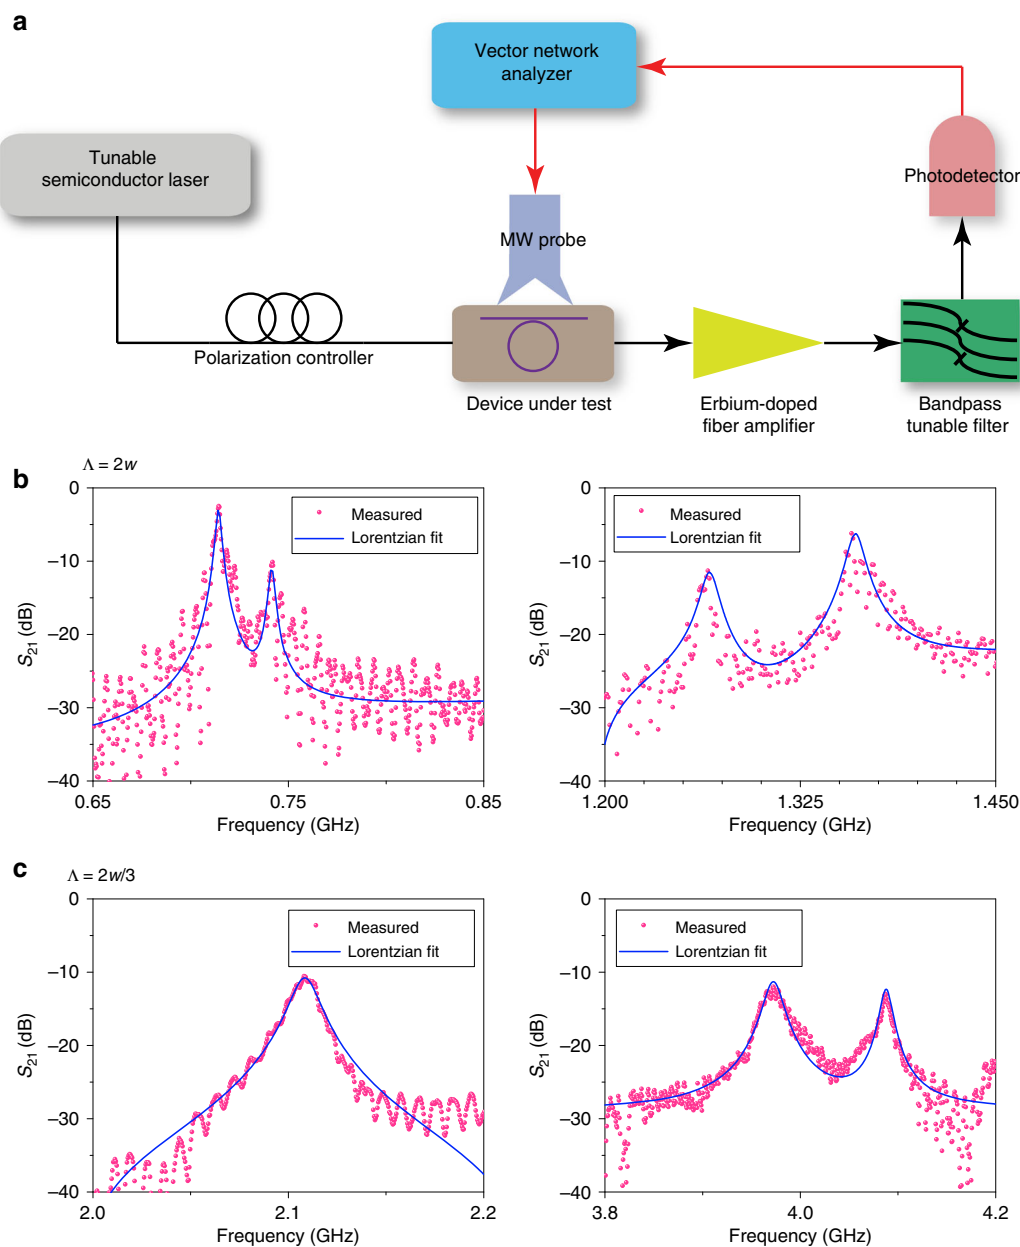 a
Vector network
analyzer
Tunable
semiconductor laser
Photodetector
MW probe
Polarization controller
Device under test
Erbium-doped
fiber amplifier
Bandpass
tunable filter
b
Λ = 2w
0
−10
−20
−30
−40
S21 (dB)
Measured
Lorentzian fit
0.65
0.75
0.85
Frequency (GHz)
0
−10
−20
−30
−40
S21 (dB)
Measured
Lorentzian fit
1.200
1.325
1.450
Frequency (GHz)
c
Λ = 2w/3
0
−10
−20
−30
−40
S21 (dB)
Measured
Lorentzian fit
2.0
2.1
2.2
Frequency (GHz)
0
−10
−20
−30
−40
S21 (dB)
Measured
Lorentzian fit
3.8
4.0
4.2
Frequency (GHz)